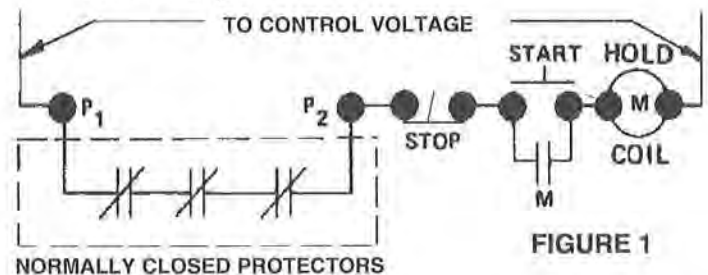 TO CONTROL VOLTAGE
START HOLD
P1 P2 M
STOP COIL
M
FIGURE 1
NORMALLY CLOSED PROTECTORS